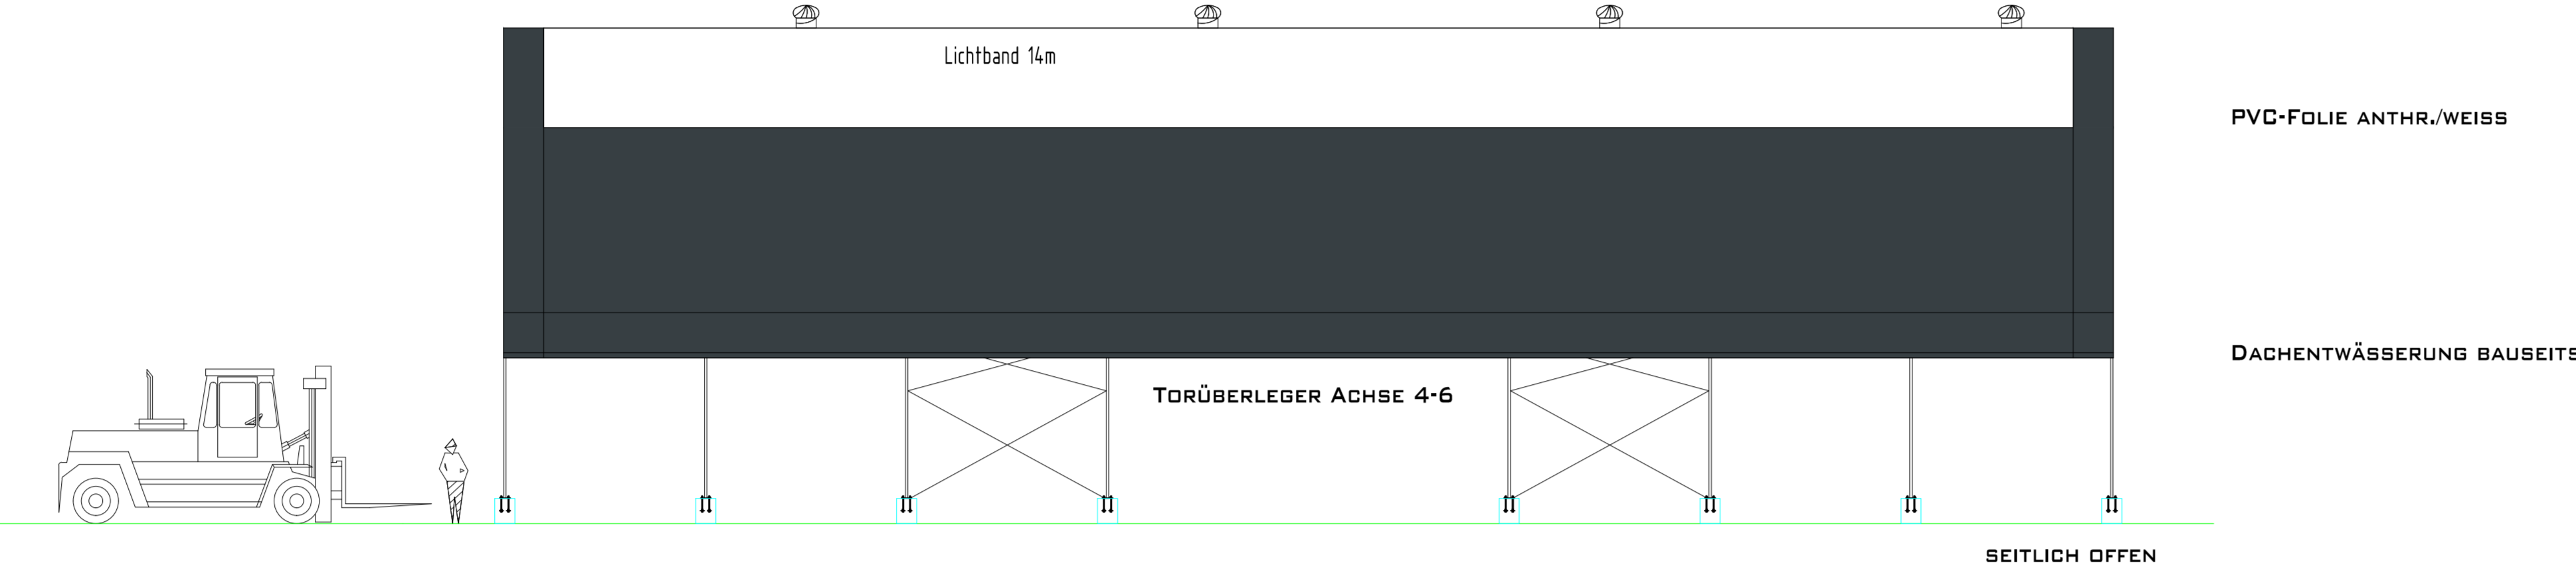 Lichtband 14m
PVC-Folie anthr./weiss
Dachentwässerung bauseits
Torüberleger Achse 4-6
seitlich offen